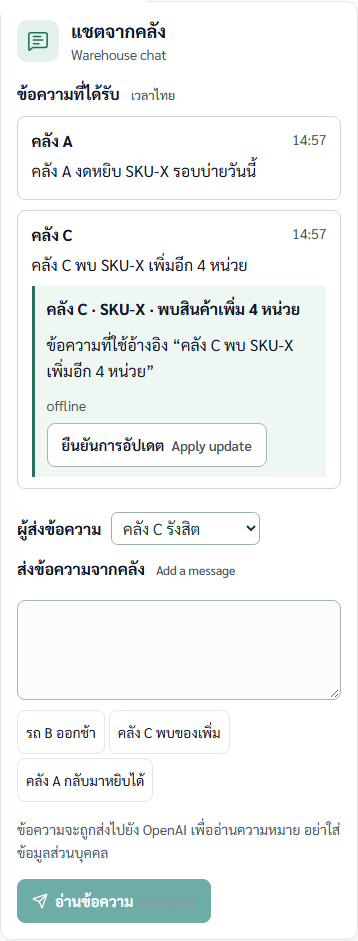 แชตจากคลัง
Warehouse chat
ข้อความที่ได้รับ เวลาไทย
คลัง A 14:57
คลัง A งดหยิบ SKU-X รอบบ่ายวันนี้
คลัง C 14:57
คลัง C พบ SKU-X เพิ่มอีก 4 หน่วย
คลัง C · SKU-X · พบสินค้าเพิ่ม 4 หน่วย
ข้อความที่ใช้อ้างอิง “คลัง C พบ SKU-X
เพิ่มอีก 4 หน่วย”
offline
ยืนยันการอัปเดต Apply update
ผู้ส่งข้อความ คลัง C รังสิต
ส่งข้อความจากคลัง Add a message
รถ B ออกช้า คลัง C พบของเพิ่ม
คลัง A กลับมาหยิบได้
ข้อความจะถูกส่งไปยัง OpenAI เพื่ออ่านความหมาย อย่าใส่
ข้อมูลส่วนบุคคล
อ่านข้อความ Interpret